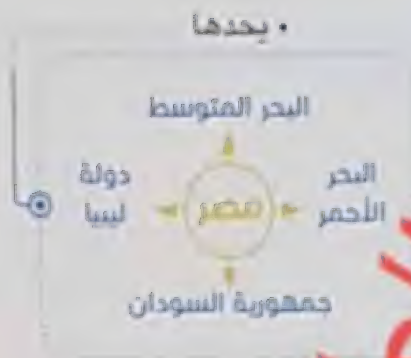 • يحدها
البحر المتوسط
البحر
الأحمر
مصر
دولة
ليبيا
جمهورية السودان